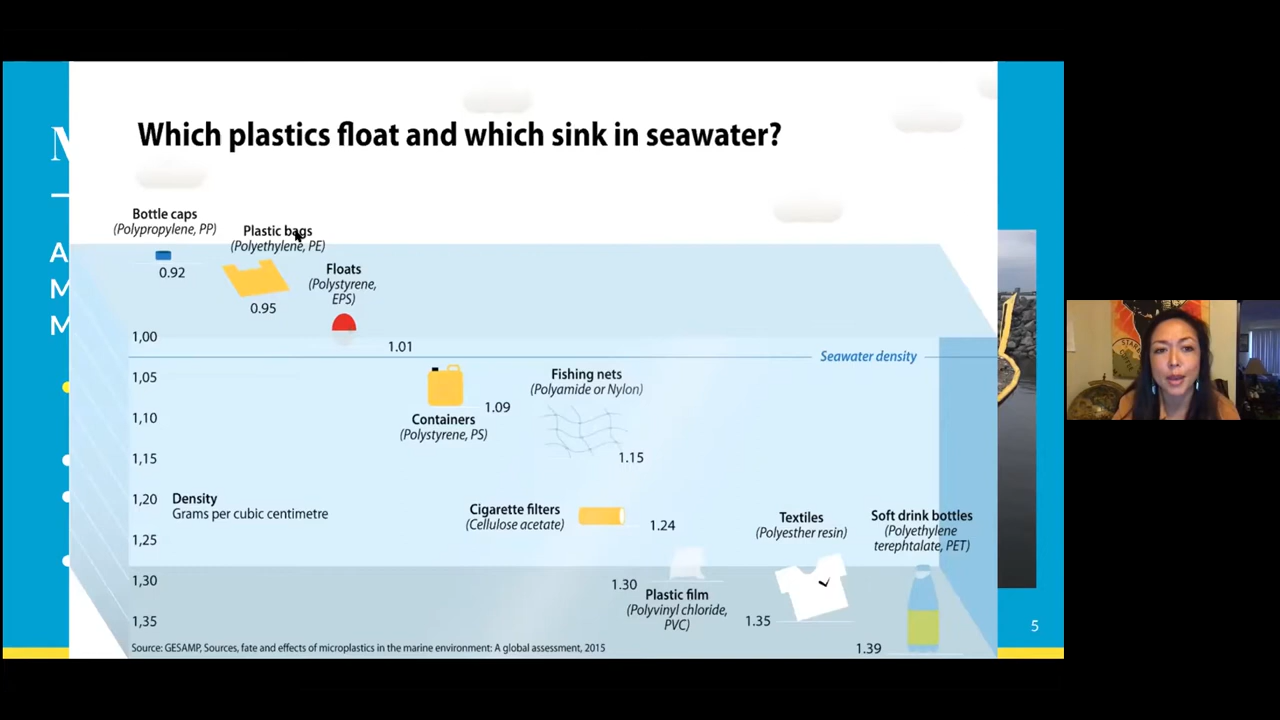 Which plastics float and which sink in seawater?
Bottle caps
(Polypropylene, PP)
0.92
Plastic bags
(Polyethylene, PE)
0.95
Floats
(Polystyrene,
EPS)
1.01
1,00
Seawater density
1,05
1,10
1,15
1,20
1,25
1,30
1,35
Density
Grams per cubic centimetre
Containers
(Polystyrene, PS)
1.09
Fishing nets
(Polyamide or Nylon)
1.15
Cigarette filters
(Cellulose acetate)
1.24
Plastic film
(Polyvinyl chloride,
PVC)
1.30
Textiles
(Polyesther resin)
1.35
Soft drink bottles
(Polyethylene
terephtalate, PET)
1.39
Source: GESAMP, Sources, fate and effects of microplastics in the marine environment: A global assessment, 2015
M
A
M
M
5